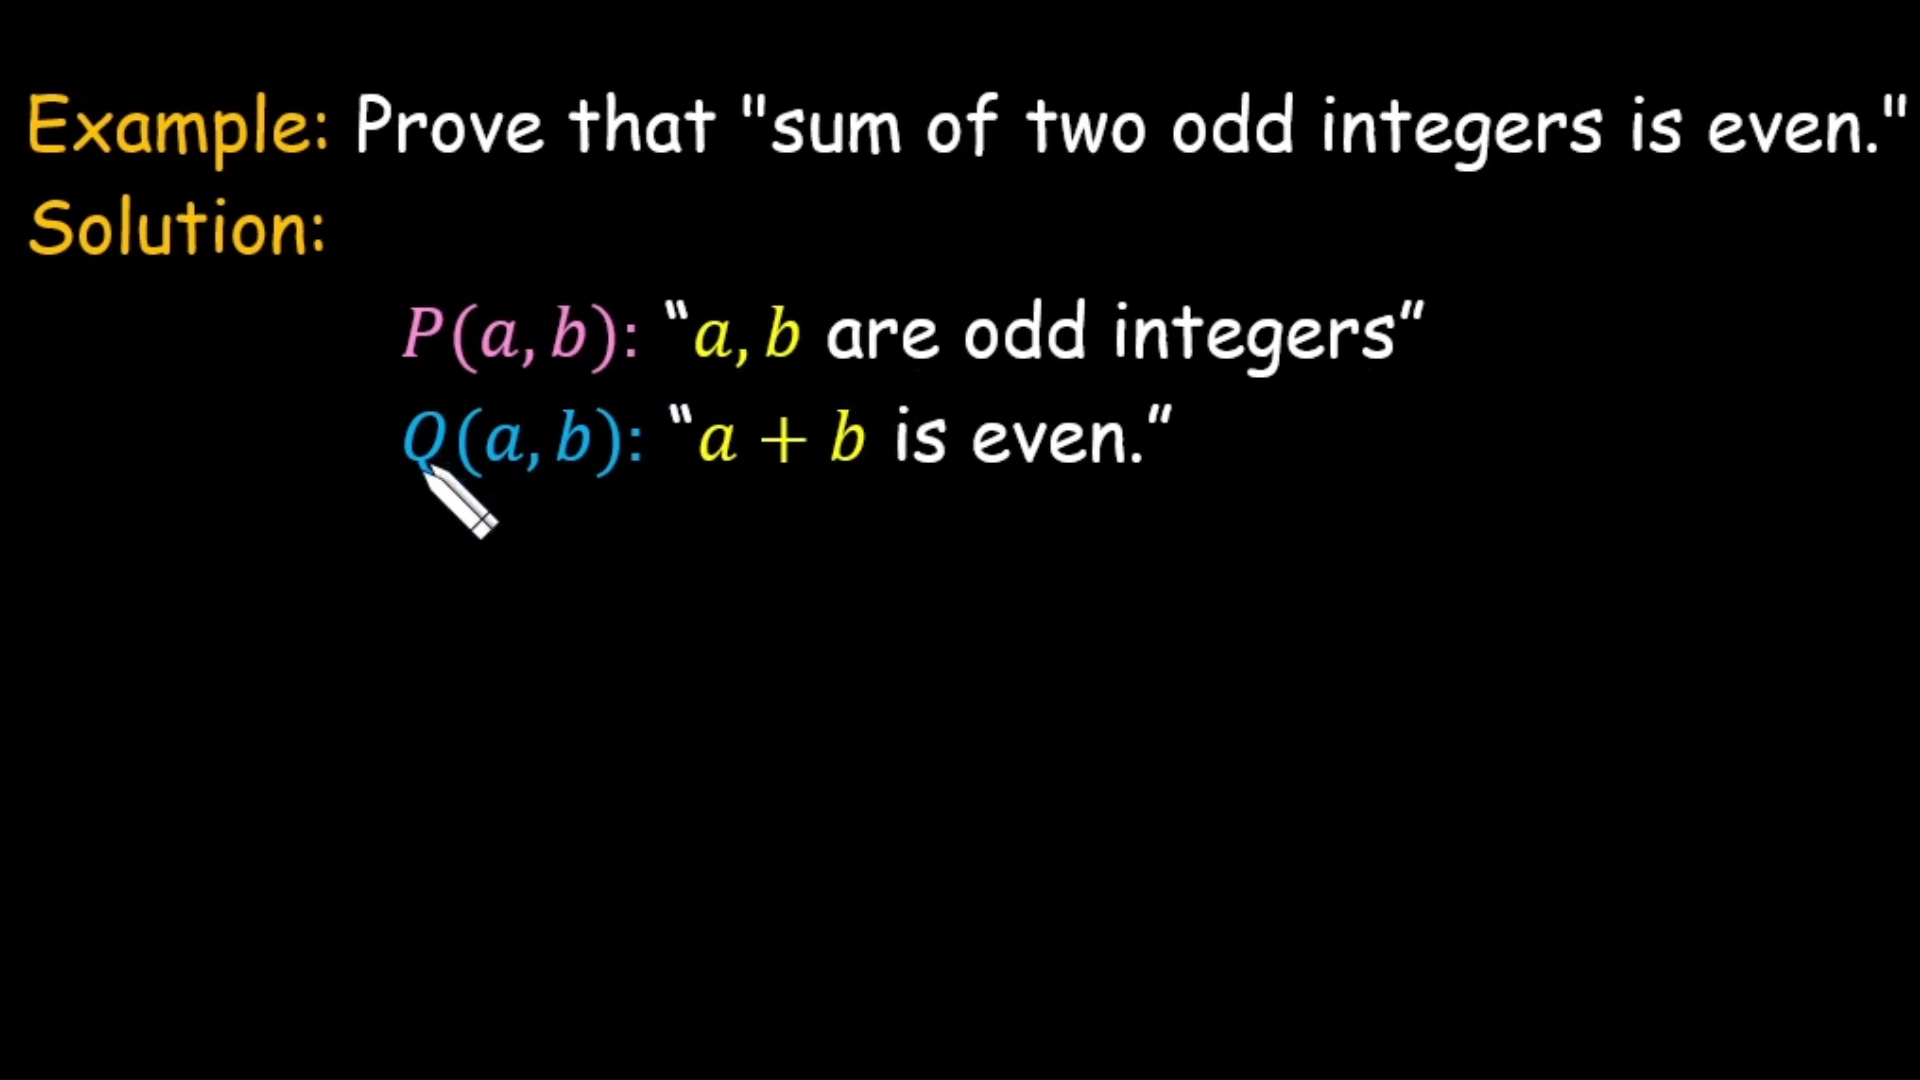 Example: Prove that "sum of two odd integers is even."
Solution:
P(a, b): “a, b are odd integers”
Q(a, b): “a + b is even.”